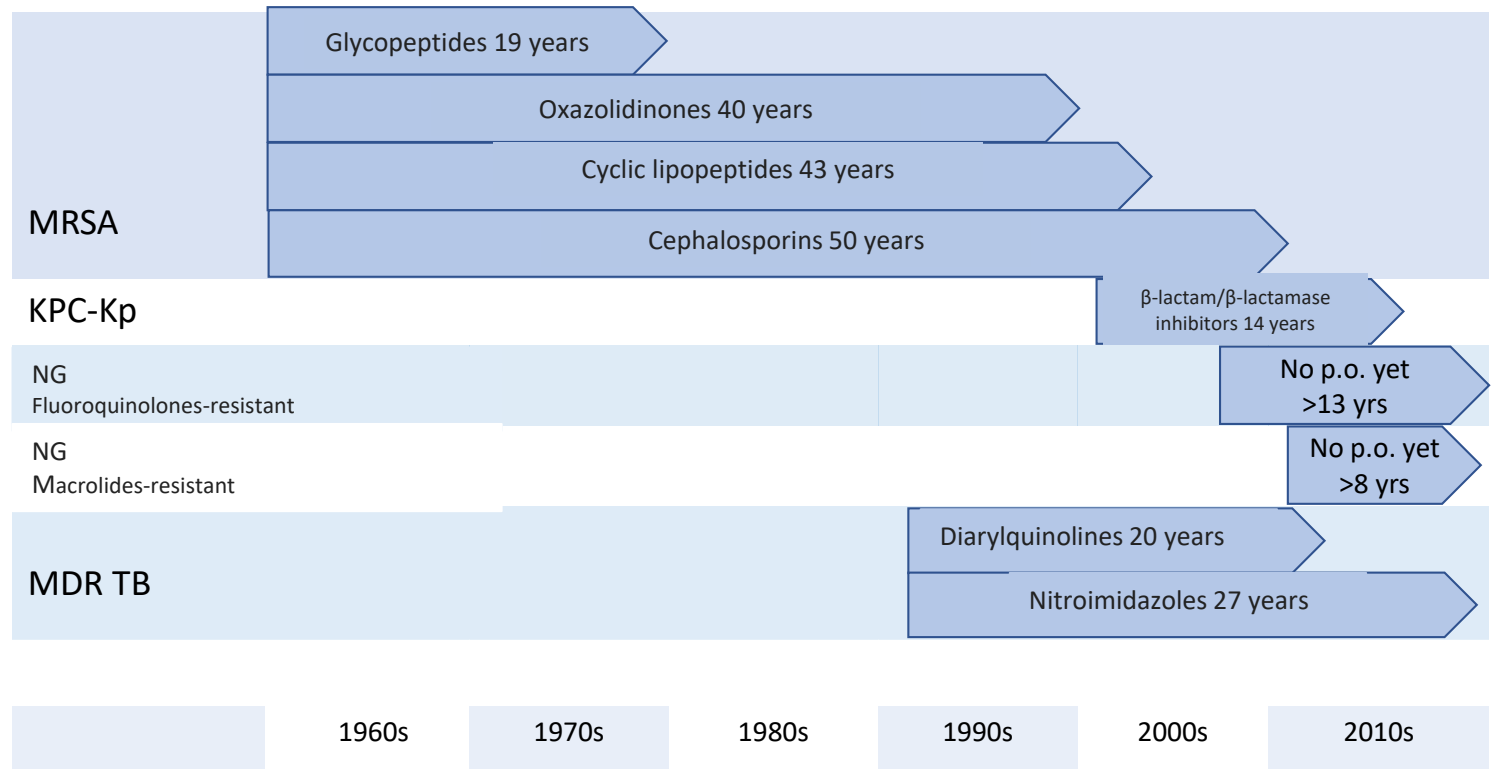 Glycopeptides 19 years
Oxazolidinones 40 years
Cyclic lipopeptides 43 years
MRSA
Cephalosporins 50 years
KPC-Kp
β-lactam/β-lactamase
inhibitors 14 years
NG
Fluoroquinolones-resistant
No p.o. yet
>13 yrs
NG
Macrolides-resistant
No p.o. yet
>8 yrs
MDR TB
Diarylquinolines 20 years
Nitroimidazoles 27 years
1960s 1970s 1980s 1990s 2000s 2010s